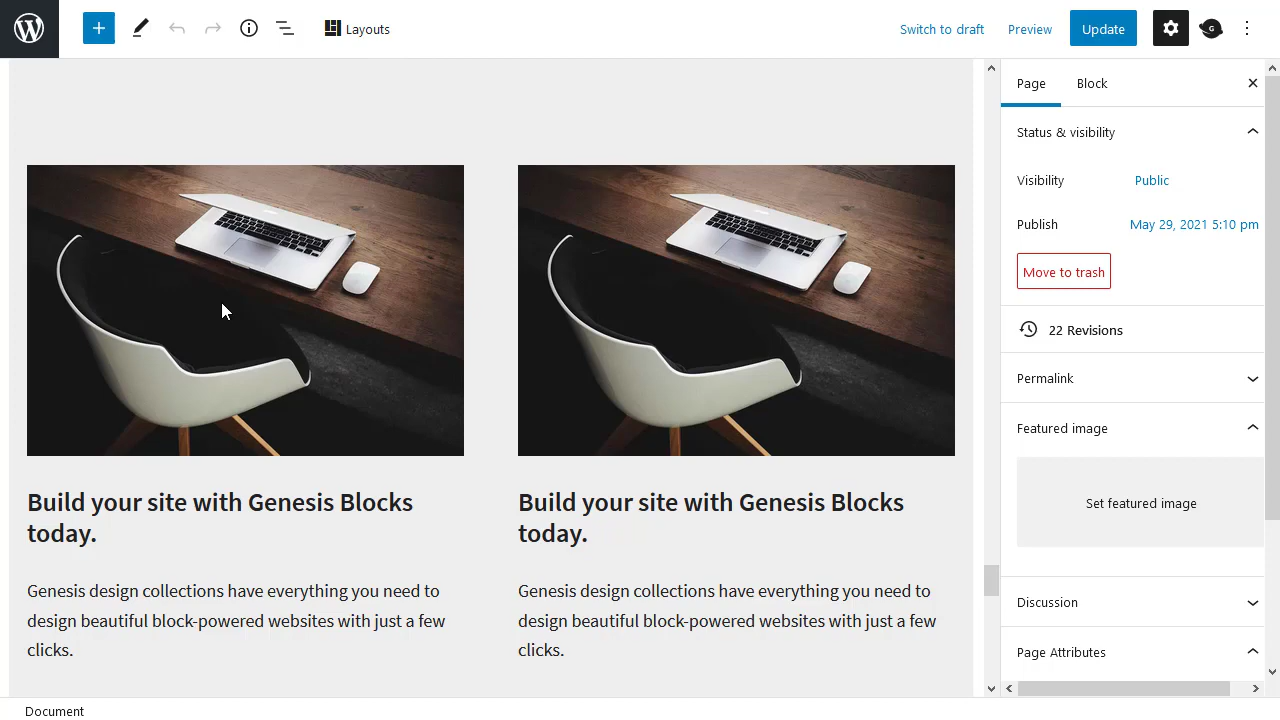 Layouts
Switch to draft
Preview
Update
G
Page
Block
Status & visibility
Visibility
Public
Publish
May 29, 2021 5:10 pm
Move to trash
22 Revisions
Permalink
Featured image
Set featured image
Discussion
Page Attributes
Build your site with Genesis Blocks
today.
Genesis design collections have everything you need to
design beautiful block-powered websites with just a few
clicks.
Build your site with Genesis Blocks
today.
Genesis design collections have everything you need to
design beautiful block-powered websites with just a few
clicks.
Document